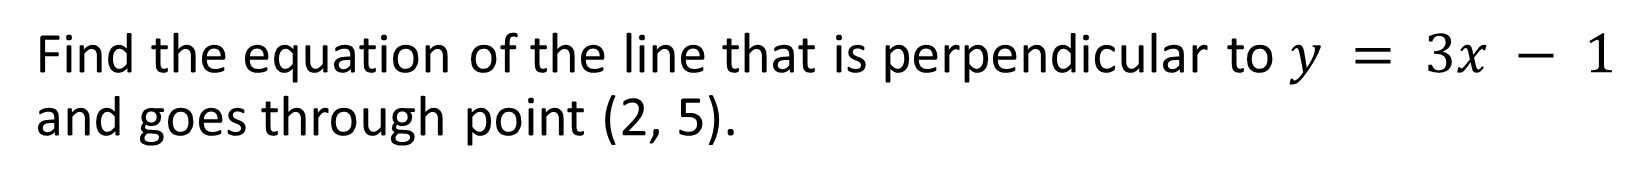 Find the equation of the line that is perpendicular to y = 3x − 1
and goes through point (2, 5).